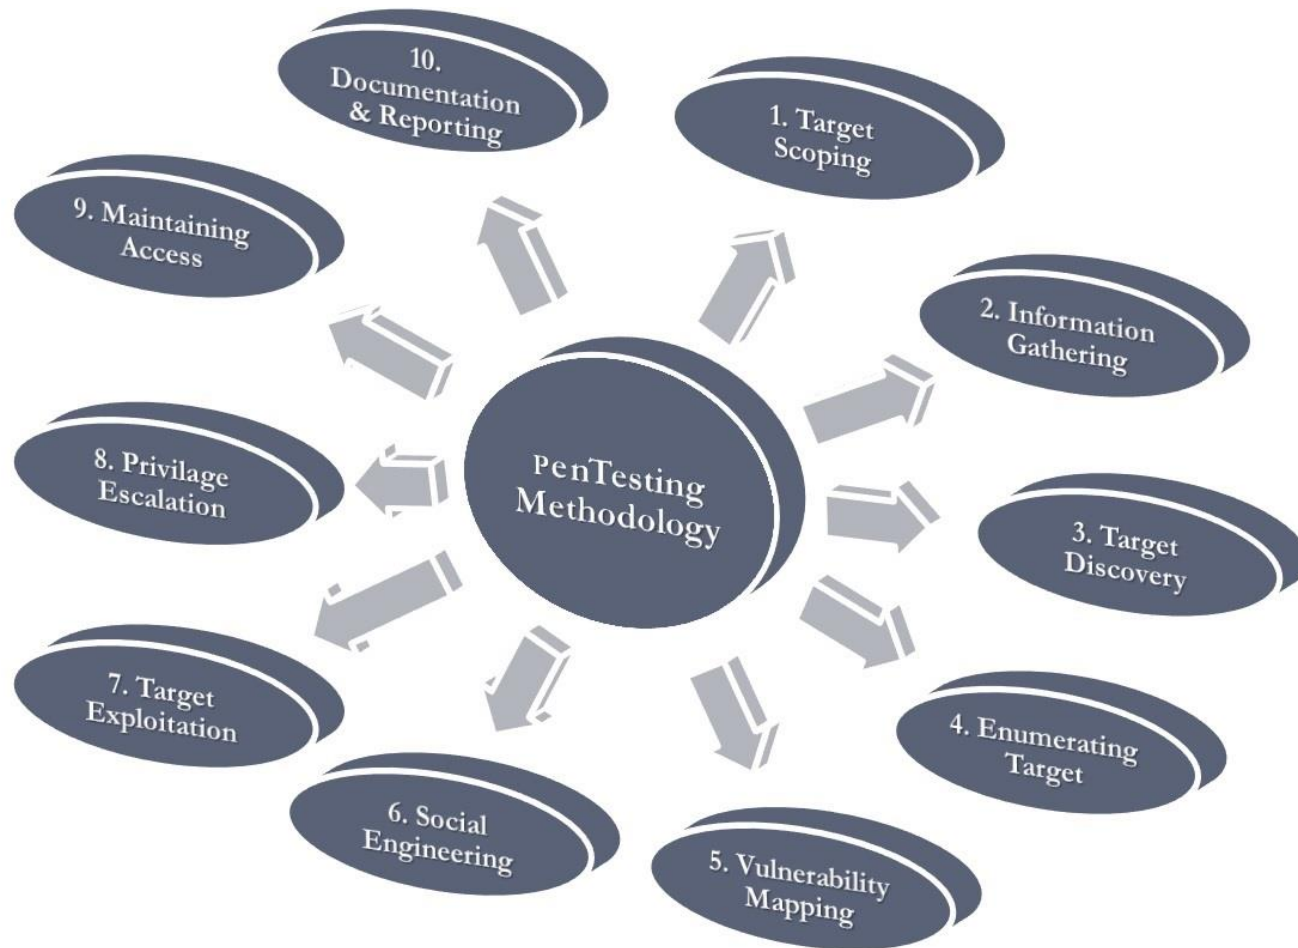 PenTesting
Methodology
1. Target
Scoping
2. Information
Gathering
3. Target
Discovery
4. Enumerating
Target
5. Vulnerability
Mapping
6. Social
Engineering
7. Target
Exploitation
8. Privilage
Escalation
9. Maintaining
Access
10.
Documentation
& Reporting